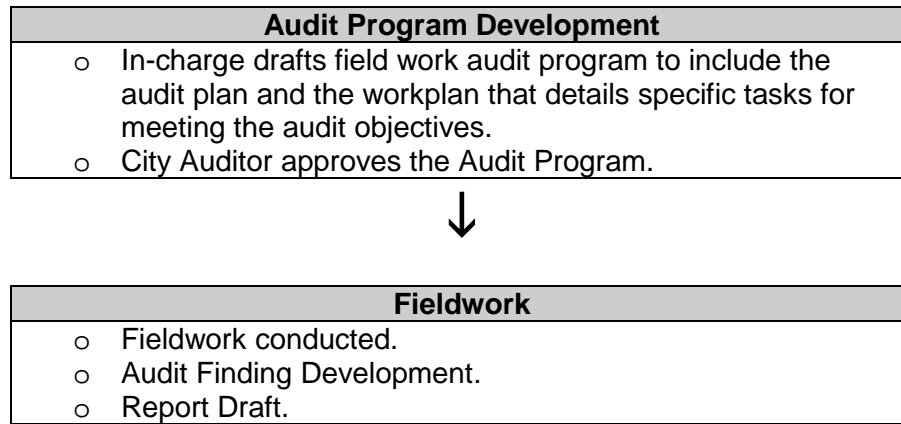 Audit Program Development
o In-charge drafts field work audit program to include the
audit plan and the workplan that details specific tasks for
meeting the audit objectives.
o City Auditor approves the Audit Program.
↓
Fieldwork
o Fieldwork conducted.
o Audit Finding Development.
o Report Draft.